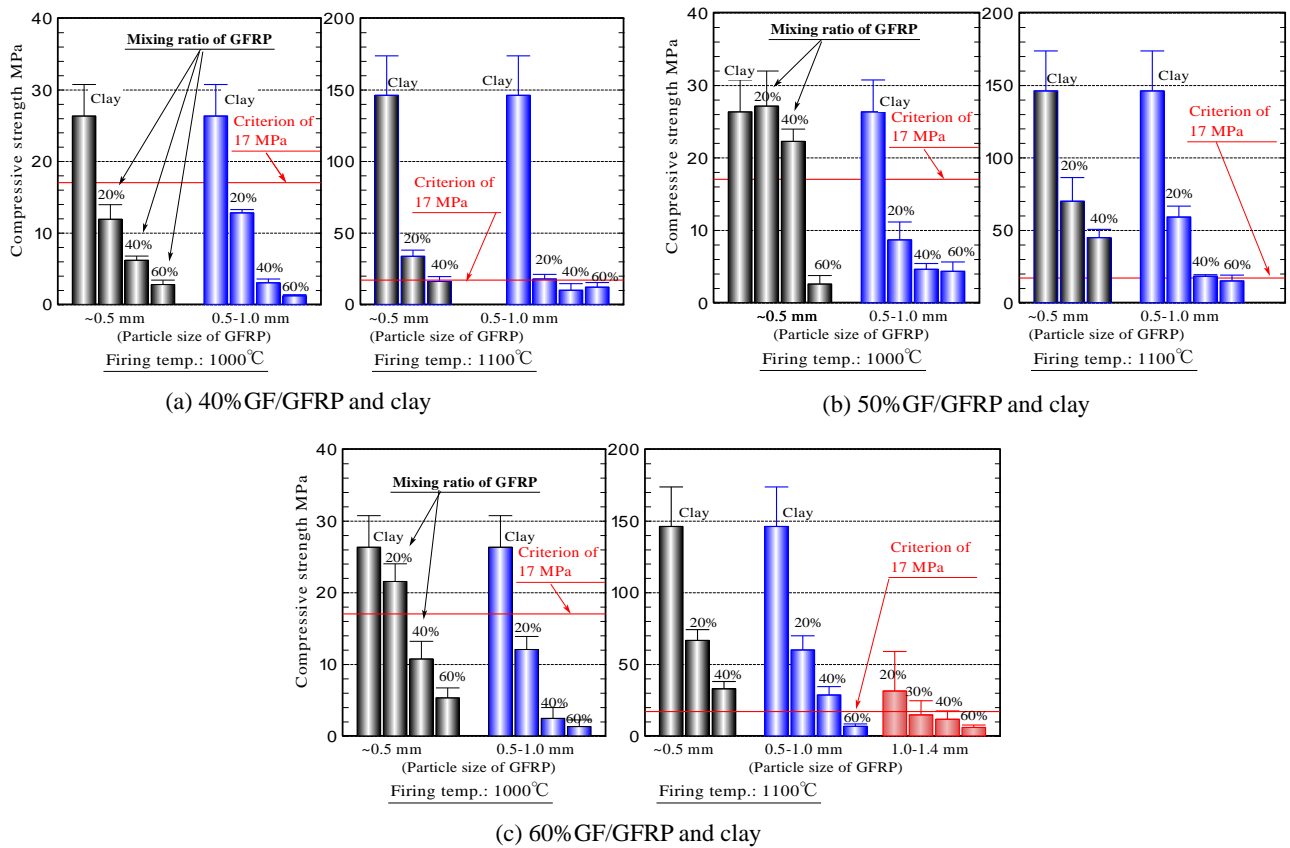 40
30
20
10
0
Compressive strength MPa
Mixing ratio of GFRP
Clay
20%
40%
60%
Clay
20%
40%
60%
Criterion of
17 MPa
~0.5 mm
0.5-1.0 mm
(Particle size of GFRP)
Firing temp.: 1000℃
200
150
100
50
0
Clay
20%
40%
Clay
20%
40%
60%
Criterion of
17 MPa
~0.5 mm
0.5-1.0 mm
(Particle size of GFRP)
Firing temp.: 1100℃
(a) 40%GF/GFRP and clay
40
30
20
10
0
Compressive strength MPa
Mixing ratio of GFRP
Clay
20%
40%
60%
Clay
20%
40%
60%
Criterion of
17 MPa
~0.5 mm
0.5-1.0 mm
(Particle size of GFRP)
Firing temp.: 1000℃
200
150
100
50
0
Clay
20%
40%
Clay
20%
40%
60%
Criterion of
17 MPa
~0.5 mm
0.5-1.0 mm
(Particle size of GFRP)
Firing temp.: 1100℃
(b) 50%GF/GFRP and clay
40
30
20
10
0
Compressive strength MPa
Mixing ratio of GFRP
Clay
20%
40%
60%
Clay
20%
40%
60%
Criterion of
17 MPa
~0.5 mm
0.5-1.0 mm
(Particle size of GFRP)
Firing temp.: 1000℃
200
150
100
50
0
Clay
20%
40%
Clay
20%
40%
60%
20%
30%
40%
60%
Criterion of
17 MPa
~0.5 mm
0.5-1.0 mm
1.0-1.4 mm
(Particle size of GFRP)
Firing temp.: 1100℃
(c) 60%GF/GFRP and clay